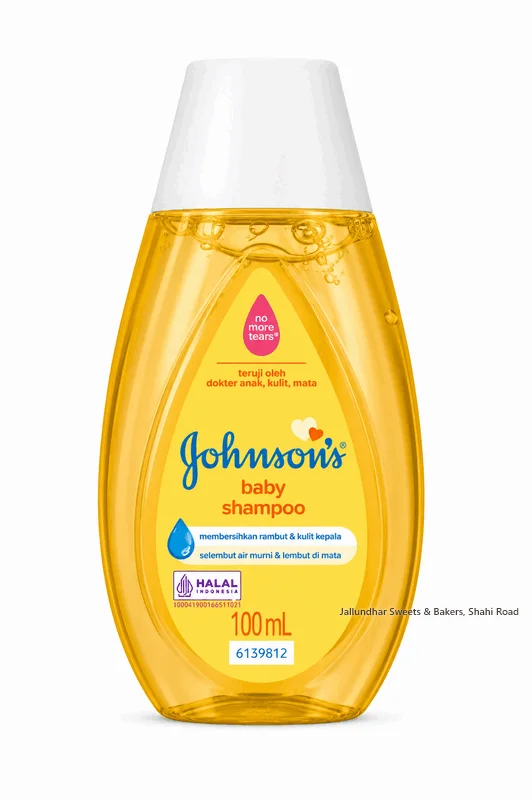 no
more
tears®
teruji oleh
dokter anak, kulit, mata
Johnson's®
baby
shampoo
membersihkan rambut & kulit kepala
selembut air murni & lembut di mata
HALAL
INDONESIA
100041900166511021
Jallundhar Sweets & Bakers, Shahi Road
100mL
6139812